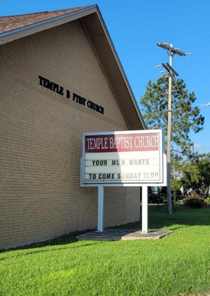 TEMPLE B PTIST CHURCH
TEMPLE BAPTIST CHURCH
YOUR MOM WANTS
TO COME SUNDAY 11:00